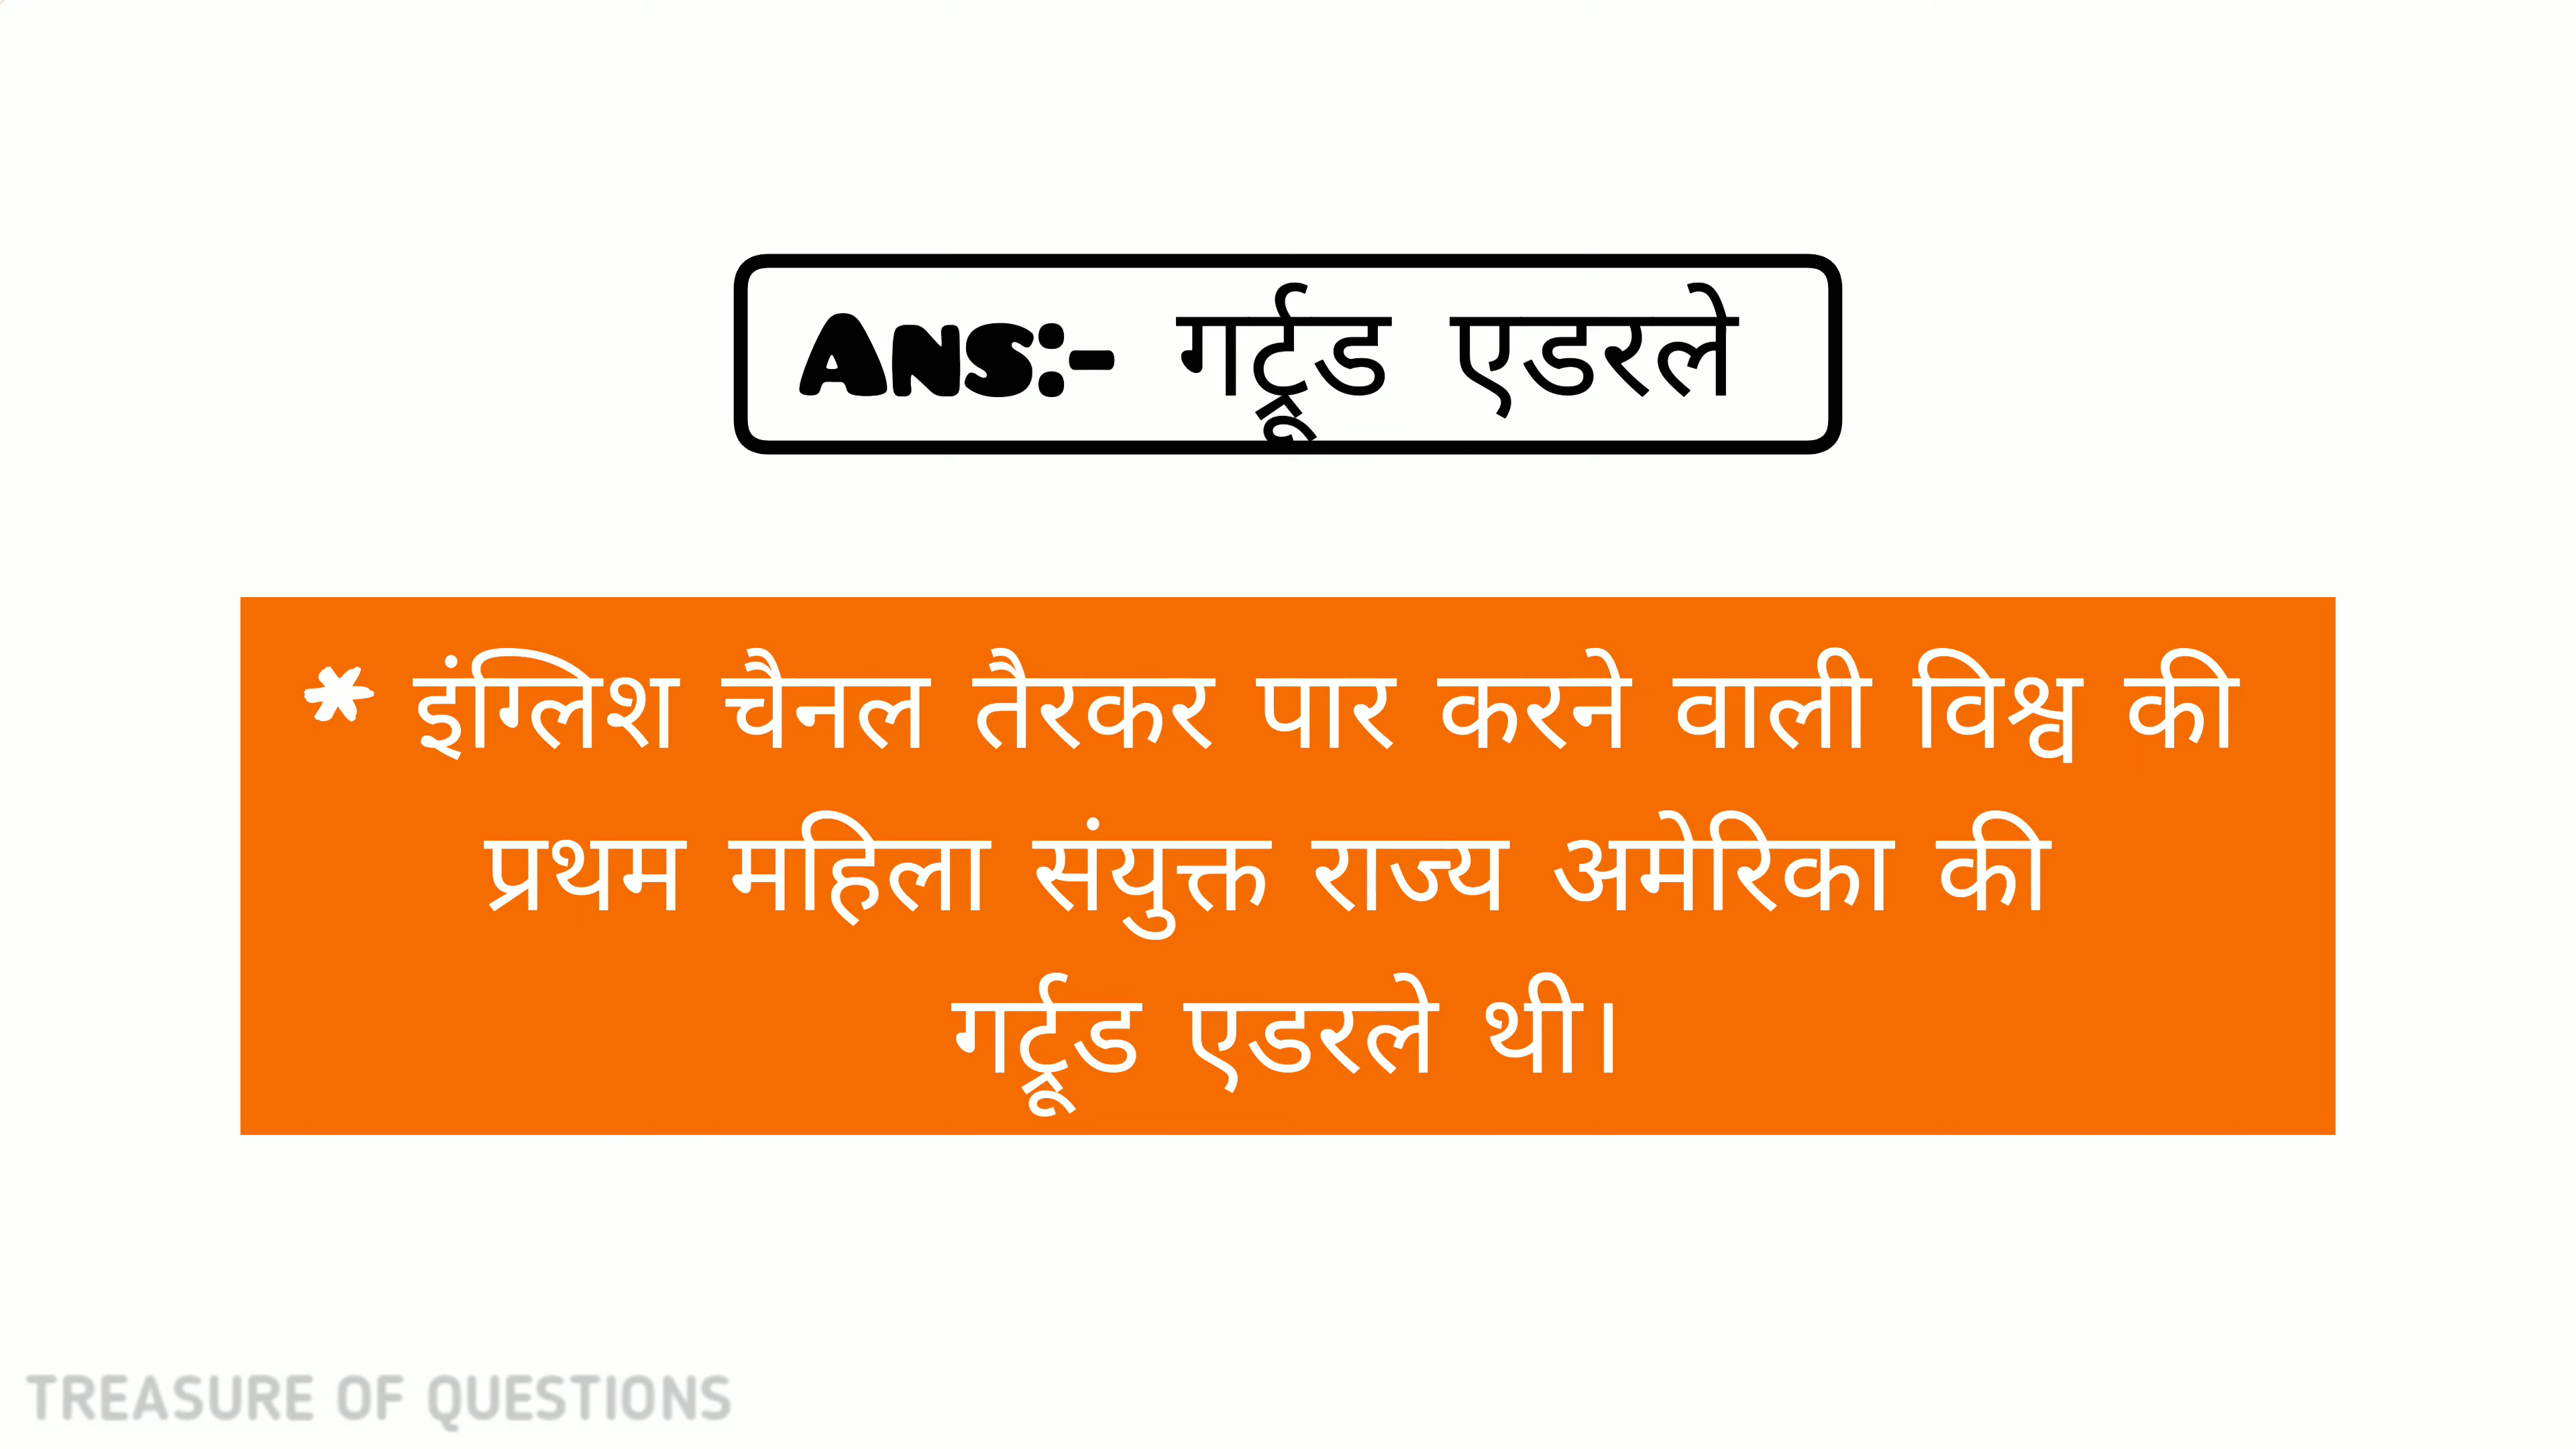 Ans:- गर्ट्रूड एडरले
* इंग्लिश चैनल तैरकर पार करने वाली विश्व की
प्रथम महिला संयुक्त राज्य अमेरिका की
गर्ट्रूड एडरले थी।
TREASURE OF QUESTIONS